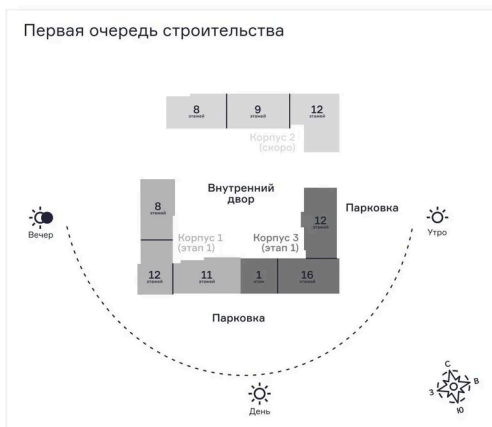 Первая очередь строительства
8
этажей
9
этажей
12
этажей
Корпус 2
(скоро)
8
этажей
Внутренний
двор
12
этажей
Парковка
Вечер
Утро
Корпус 1
(этап 1)
Корпус 3
(этап 1)
12
этажей
11
этажей
1
этаж
16
этажей
Парковка
День
С
В
З
Ю